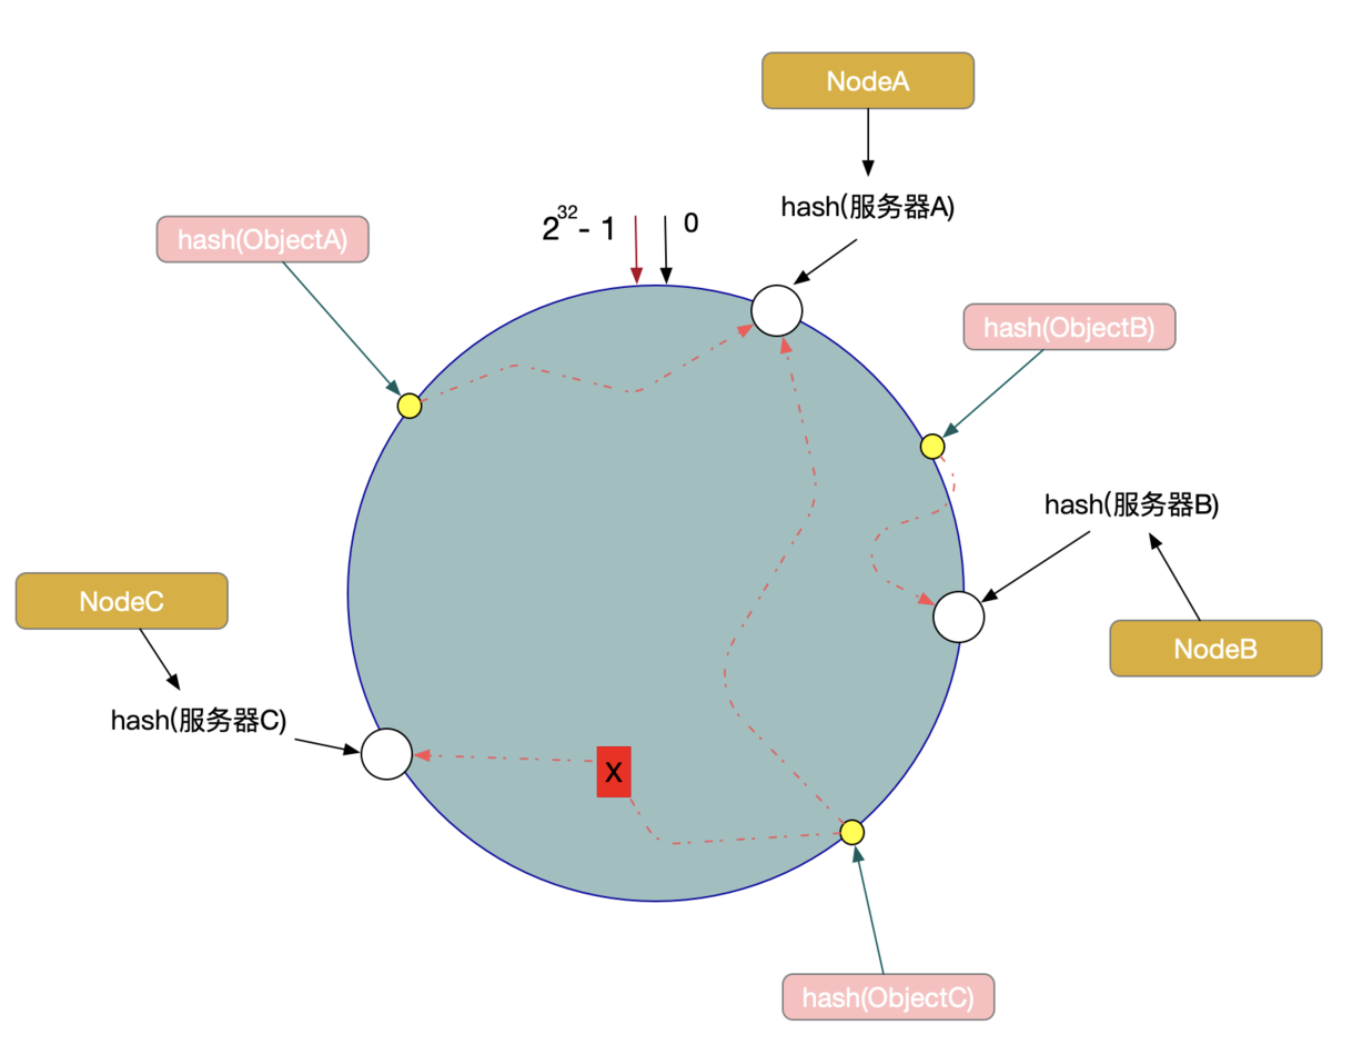 NodeA
hash(服务器A)
2^32 - 1
0
hash(ObjectA)
hash(ObjectB)
hash(服务器B)
NodeC
NodeB
hash(服务器C)
X
hash(ObjectC)